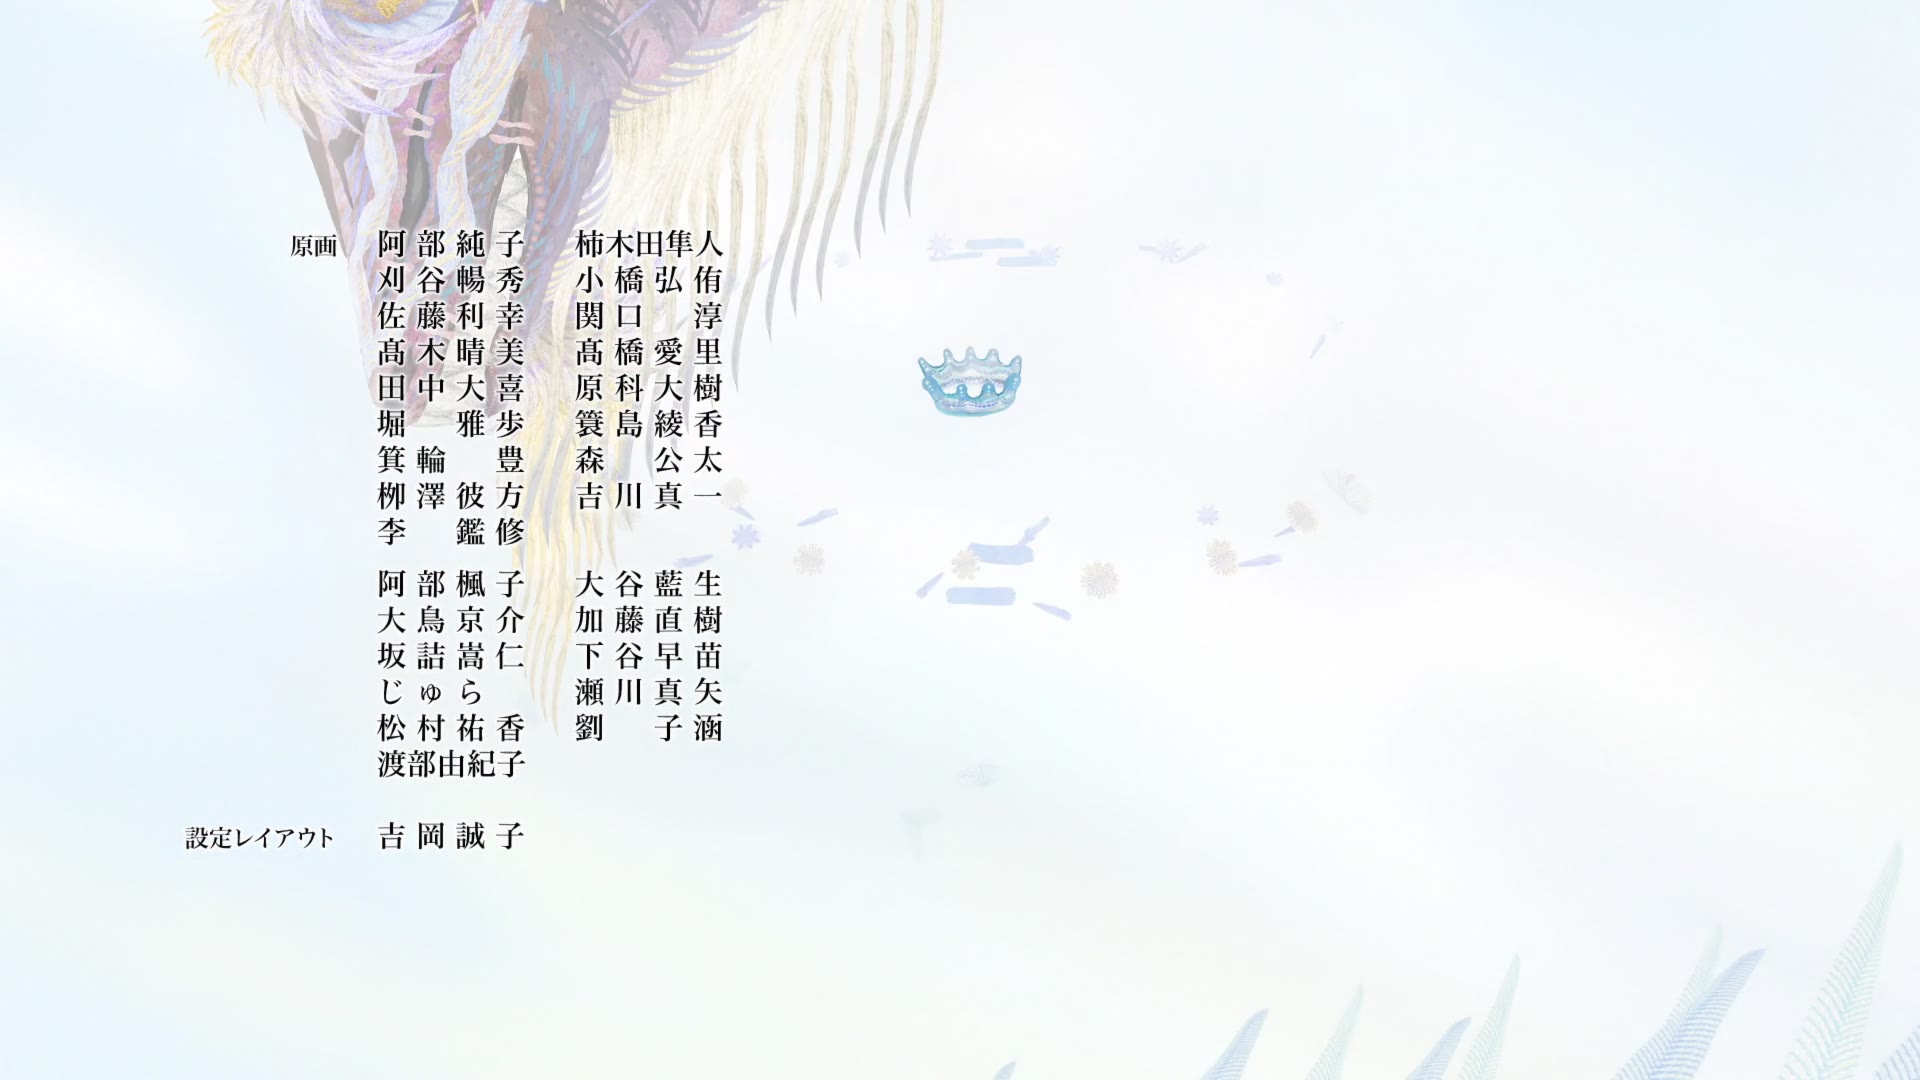 原画 阿部純子 柿木田隼人
刈谷暢秀 小橋弘侑
佐藤利幸 関口淳
髙木晴美 髙橋愛里
田中大喜 原科大樹
堀雅歩 簑島綾香
箕輪豊 森公太
栁澤彼方 吉川真一
李鑑修
阿部楓子 大谷藍生
大鳥京介 加藤直樹
坂詰嵩仁 下谷早苗
じゅら 瀬川真矢
松村祐香 劉子涵
渡部由紀子
設定レイアウト 吉岡誠子